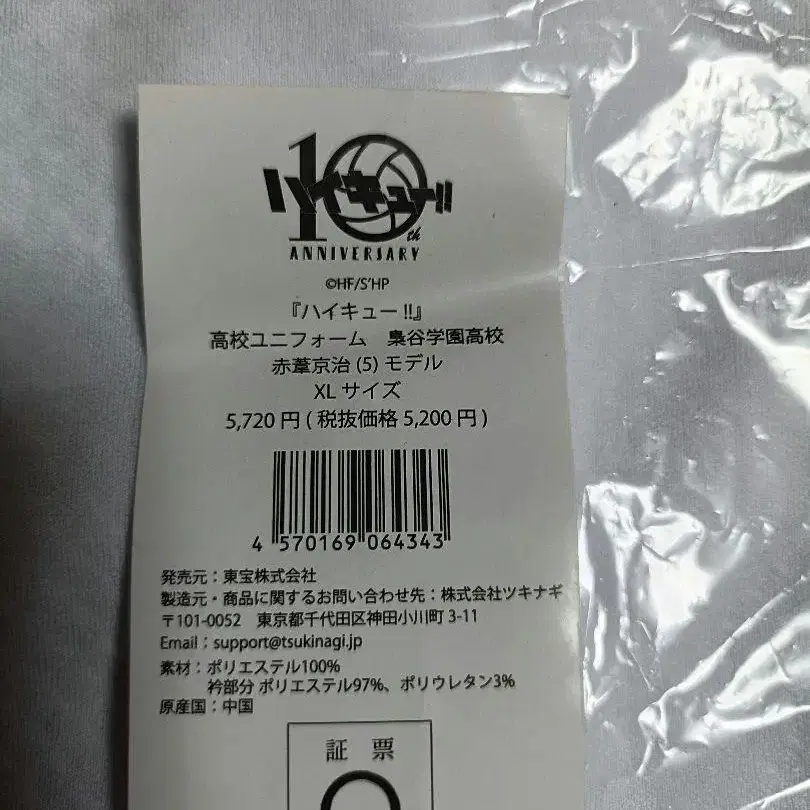 10th
ハイキュー!!
ANNIVERSARY
©HF/S'HP
『ハイキュー!!』
高校ユニフォーム 梟谷学園高校
赤葦京治 (5) モデル
XL サイズ
5,720 円 ( 税抜価格 5,200 円 )
4 570169 064343
発売元：東宝株式会社
製造元・商品に関するお問い合わせ先：株式会社ツキナギ
〒101-0052 東京都千代田区神田小川町 3-11
Email：support@tsukinagi.jp
素材：ポリエステル100%
衿部分 ポリエステル97%、ポリウレタン3%
原産国：中国
証 票